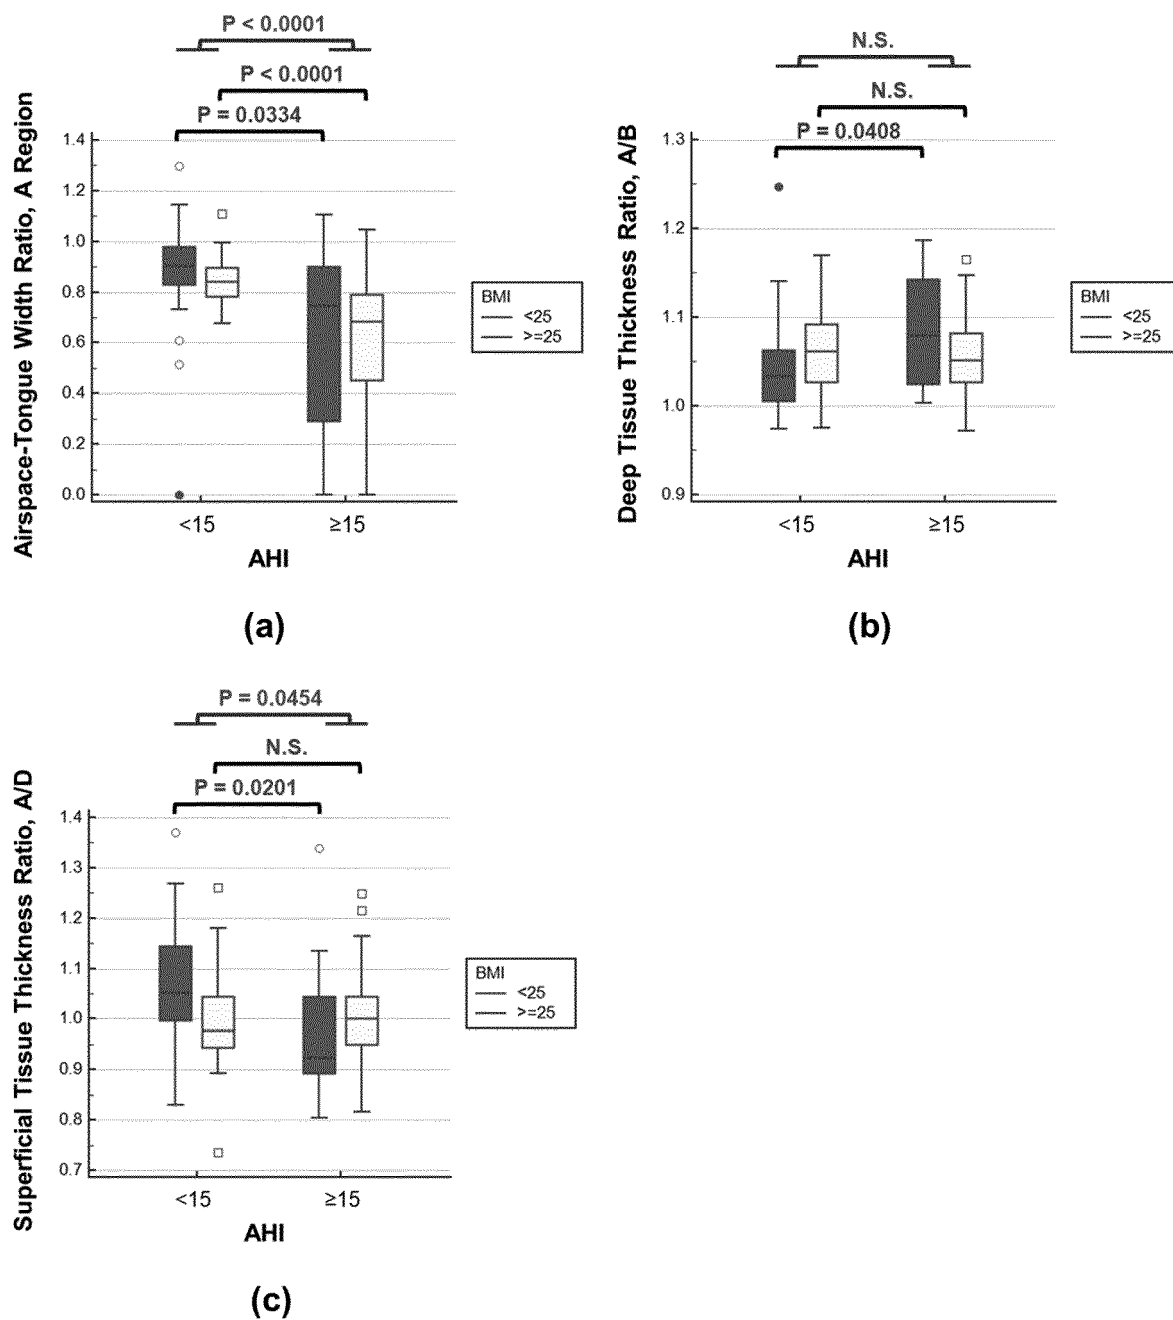 P < 0.0001
P < 0.0001
P = 0.0334
Airspace-Tongue Width Ratio, A Region
1.4
1.2
1.0
0.8
0.6
0.4
0.2
0.0
<15
≥15
AHI
BMI
<25
>=25
(a)
N.S.
N.S.
P = 0.0408
Deep Tissue Thickness Ratio, A/B
1.3
1.2
1.1
1.0
0.9
<15
≥15
AHI
BMI
<25
>=25
(b)
P = 0.0454
N.S.
P = 0.0201
Superficial Tissue Thickness Ratio, A/D
1.4
1.3
1.2
1.1
1.0
0.9
0.8
0.7
<15
≥15
AHI
BMI
<25
>=25
(c)